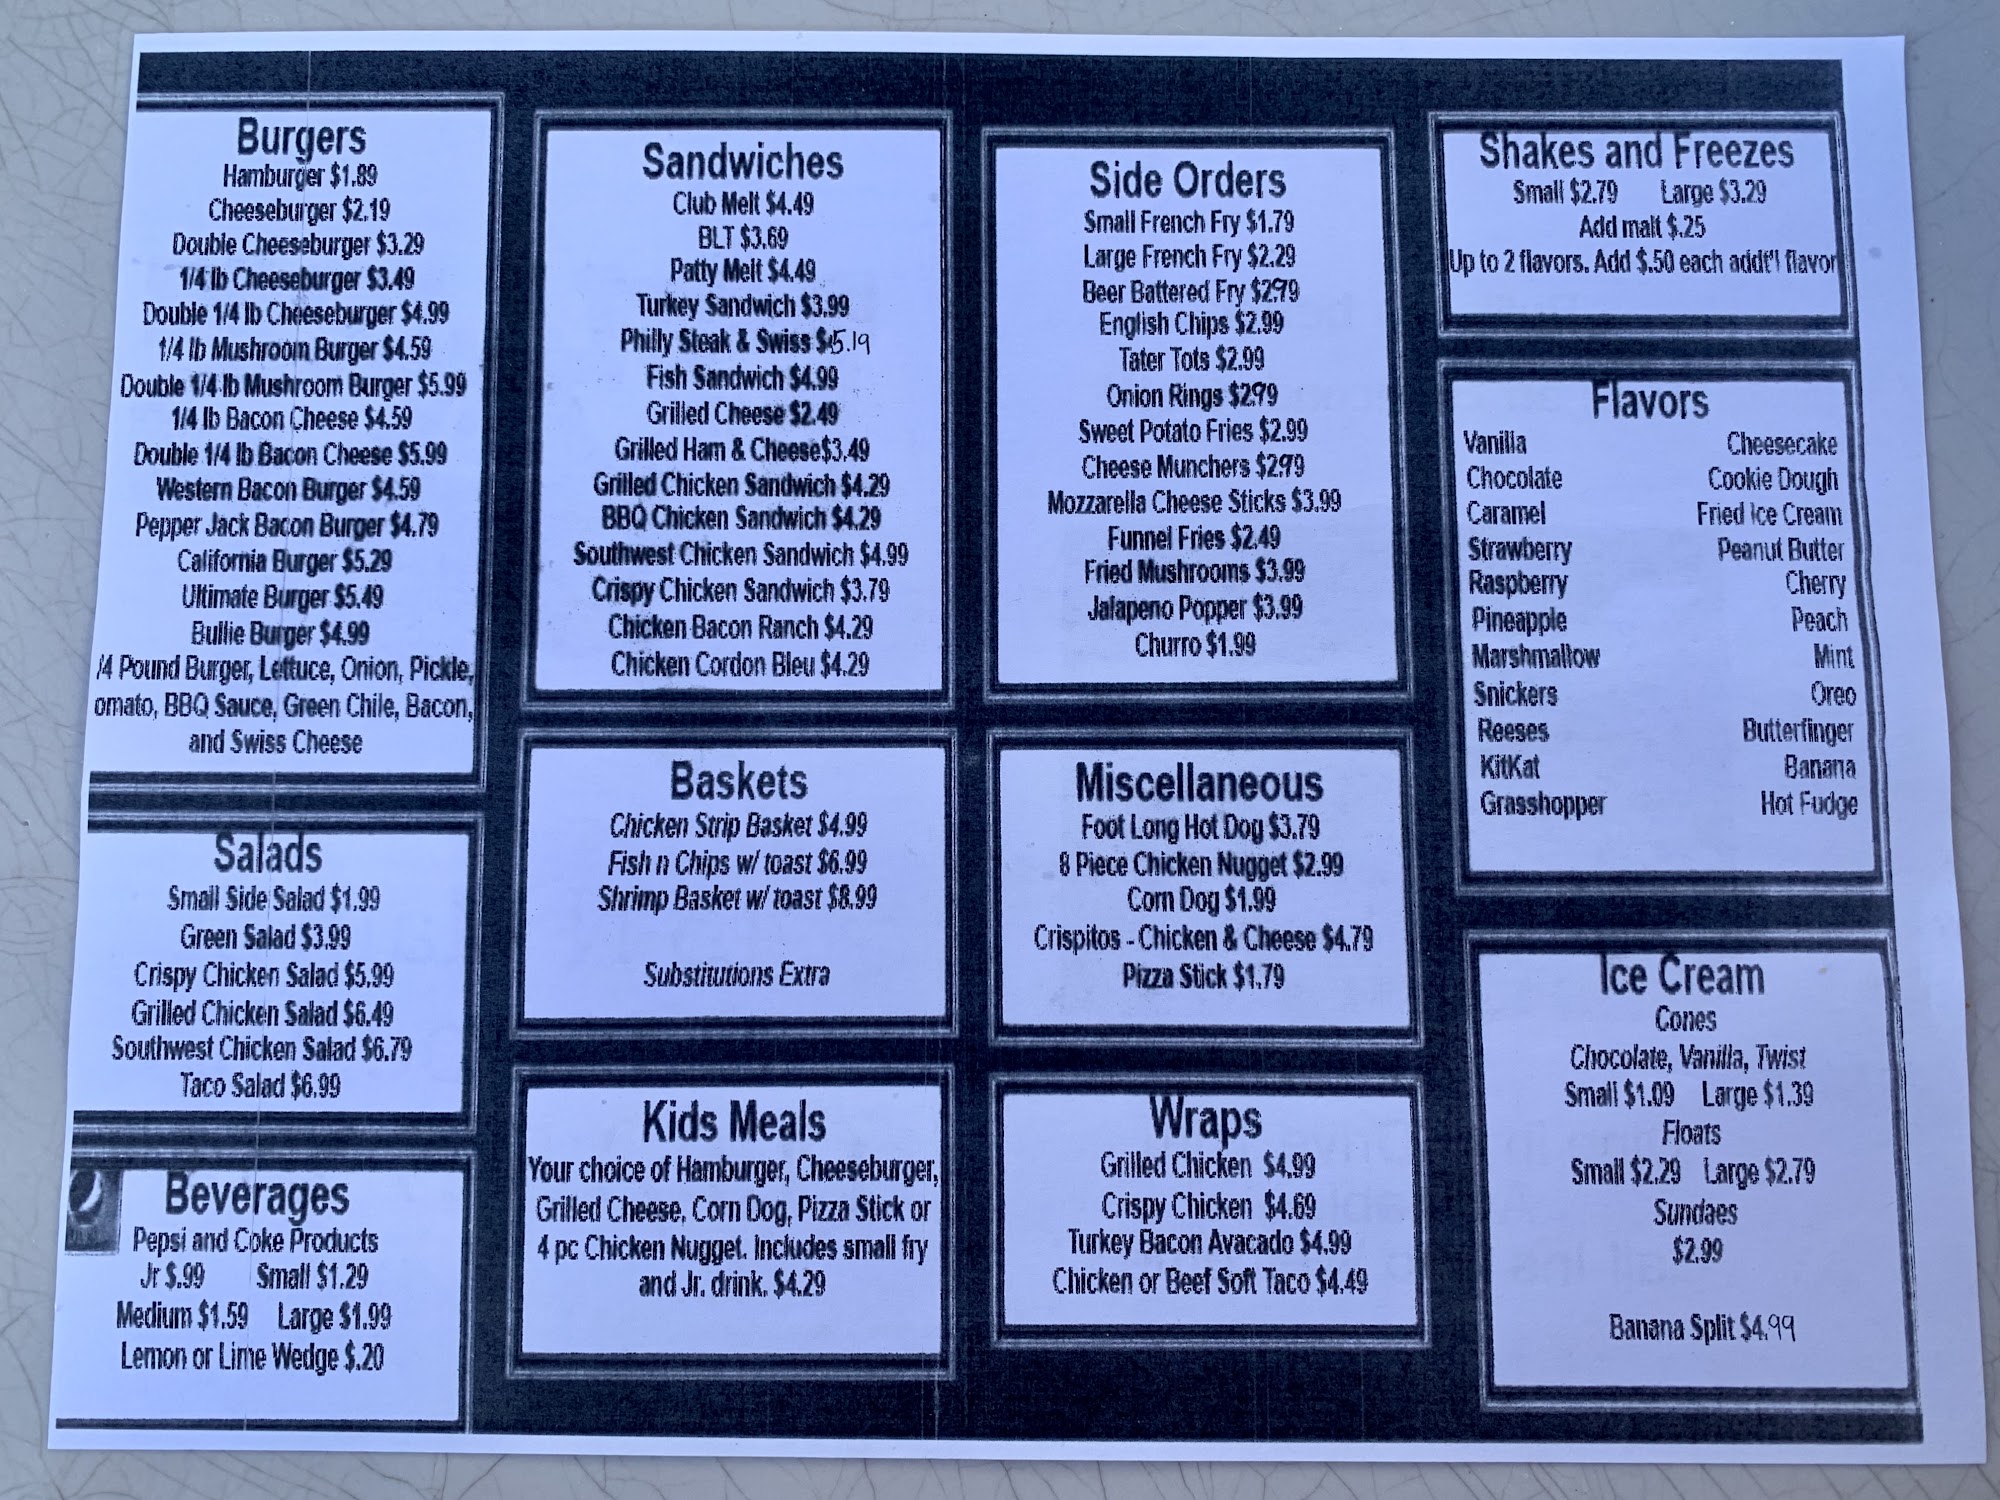 Burgers
Hamburger $1.89
Cheeseburger $2.19
Double Cheeseburger $3.29
1/4 lb Cheeseburger $3.49
Double 1/4 lb Cheeseburger $4.99
1/4 lb Mushroom Burger $4.59
Double 1/4 lb Mushroom Burger $5.99
1/4 lb Bacon Cheese $4.59
Double 1/4 lb Bacon Cheese $5.99
Western Bacon Burger $4.59
Pepper Jack Bacon Burger $4.79
California Burger $5.29
Ultimate Burger $5.49
Bullie Burger $4.99
/4 Pound Burger, Lettuce, Onion, Pickle,
omato, BBQ Sauce, Green Chile, Bacon,
and Swiss Cheese
Salads
Small Side Salad $1.99
Green Salad $3.99
Crispy Chicken Salad $5.99
Grilled Chicken Salad $6.49
Southwest Chicken Salad $6.79
Taco Salad $6.99
Beverages
Pepsi and Coke Products
Jr $.99 Small $1.29
Medium $1.59 Large $1.99
Lemon or Lime Wedge $.20
Sandwiches
Club Melt $4.49
BLT $3.69
Patty Melt $4.49
Turkey Sandwich $3.99
Philly Steak & Swiss $5.19
Fish Sandwich $4.99
Grilled Cheese $2.49
Grilled Ham & Cheese$3.49
Grilled Chicken Sandwich $4.29
BBQ Chicken Sandwich $4.29
Southwest Chicken Sandwich $4.99
Crispy Chicken Sandwich $3.79
Chicken Bacon Ranch $4.29
Chicken Cordon Bleu $4.29
Baskets
Chicken Strip Basket $4.99
Fish n Chips w/ toast $6.99
Shrimp Basket w/ toast $8.99
Substitutions Extra
Kids Meals
Your choice of Hamburger, Cheeseburger,
Grilled Cheese, Corn Dog, Pizza Stick or
4 pc Chicken Nugget. Includes small fry
and Jr. drink. $4.29
Side Orders
Small French Fry $1.79
Large French Fry $2.29
Beer Battered Fry $2.79
English Chips $2.99
Tater Tots $2.99
Onion Rings $2.79
Sweet Potato Fries $2.99
Cheese Munchers $2.79
Mozzarella Cheese Sticks $3.99
Funnel Fries $2.49
Fried Mushrooms $3.99
Jalapeno Popper $3.99
Churro $1.99
Miscellaneous
Foot Long Hot Dog $3.79
8 Piece Chicken Nugget $2.99
Corn Dog $1.99
Crispitos - Chicken & Cheese $4.79
Pizza Stick $1.79
Wraps
Grilled Chicken $4.99
Crispy Chicken $4.69
Turkey Bacon Avacado $4.99
Chicken or Beef Soft Taco $4.49
Shakes and Freezes
Small $2.79 Large $3.29
Add malt $.25
Up to 2 flavors. Add $.50 each addt'l flavor
Flavors
Vanilla Cheesecake
Chocolate Cookie Dough
Caramel Fried Ice Cream
Strawberry Peanut Butter
Raspberry Cherry
Pineapple Peach
Marshmallow Mint
Snickers Oreo
Reeses Butterfinger
KitKat Banana
Grasshopper Hot Fudge
Ice Cream
Cones
Chocolate, Vanilla, Twist
Small $1.09 Large $1.39
Floats
Small $2.29 Large $2.79
Sundaes
$2.99
Banana Split $4.99